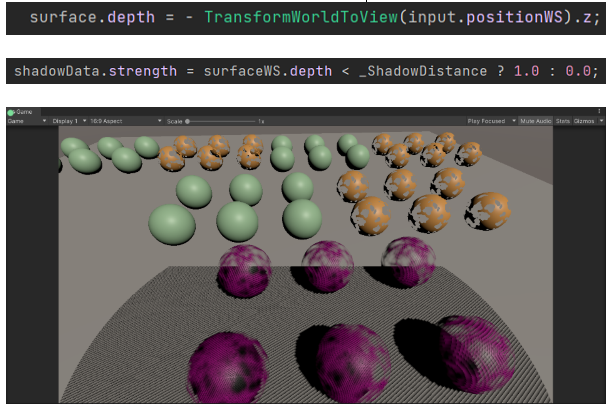 surface.depth = - TransformWorldToView(input.positionWS).z;
shadowData.strength = surfaceWS.depth < _ShadowDistance ? 1.0 : 0.0;
Game
Game Display 1 16:9 Aspect Scale 1x Play Focused Mute Audio Stats Gizmos